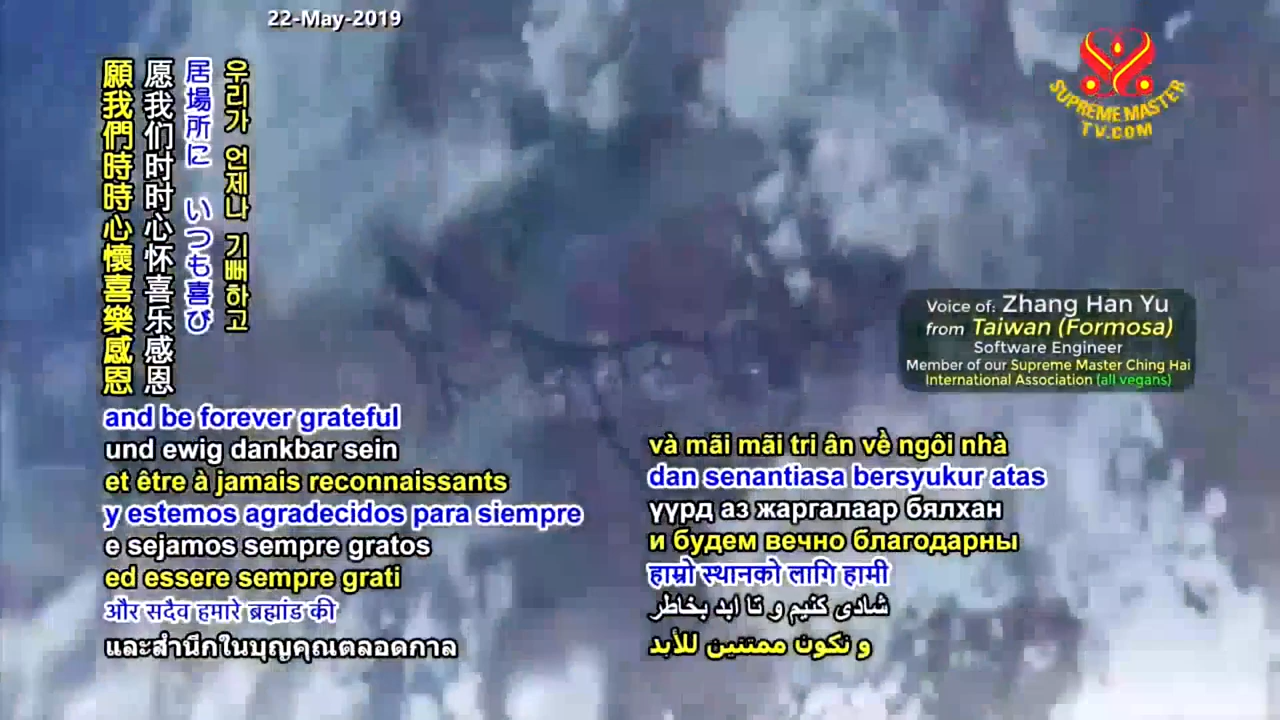 22-May-2019
SUPREME MASTER
TV.COM
願我們時時心懷喜樂感恩
愿我们时时心怀喜乐感恩
居場所に いつも喜び
우리가 언제나 기뻐하고
Voice of: Zhang Han Yu
from Taiwan (Formosa)
Software Engineer
Member of our Supreme Master Ching Hai
International Association (all vegans)
and be forever grateful
und ewig dankbar sein
et être à jamais reconnaissants
y estemos agradecidos para siempre
e sejamos sempre gratos
ed essere sempre grati
और सदैव हमारे ब्रह्मांड की
และสำนึกในบุญคุณตลอดกาล
và mãi mãi tri ân về ngôi nhà
dan senantiasa bersyukur atas
үүрд аз жаргалаар бялхан
и будем вечно благодарны
हाम्रो स्थानको लागि हामी
شادی کنیم و تا ابد بخاطر
و نكون ممتنين للأبد